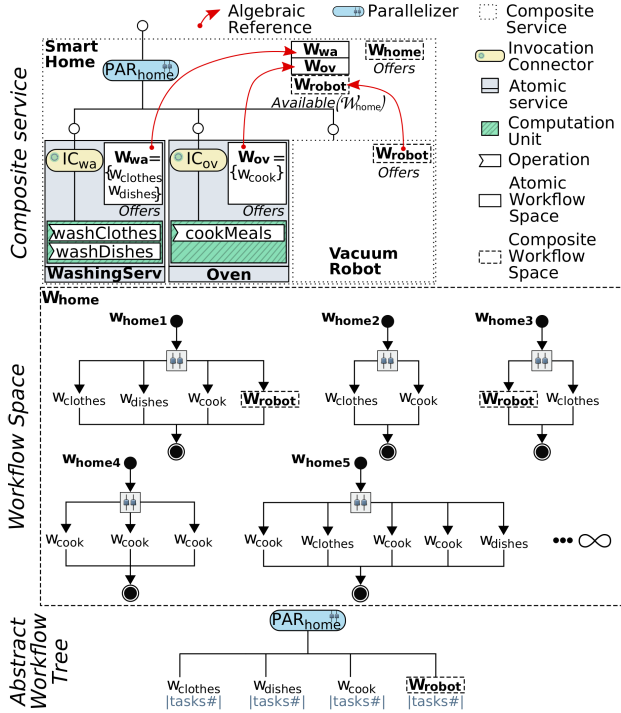 Algebraic
Reference
Parallelizer
Composite
Service
Invocation
Connector
Atomic
service
Computation
Unit
Operation
Atomic
Workflow
Space
Composite
Workflow
Space
Composite service
Smart
Home
PARhome
Wwa
Wov
Wrobot
Available(Whome)
Whome
Offers
ICwa
Wwa=
{wclothes
wdishes}
Offers
washClothes
washDishes
WashingServ
ICov
Wov=
{wcook}
Offers
cookMeals
Oven
Wrobot
Offers
Vacuum
Robot
Workflow Space
Whome
whome1
wclothes wdishes wcook Wrobot
whome2
wclothes wcook
whome3
Wrobot wclothes
whome4
wcook wcook wcook
whome5
wcook wclothes wcook wcook wdishes
••• ∞
Abstract
Workflow
Tree
PARhome
wclothes wdishes wcook Wrobot
|tasks#| |tasks#| |tasks#| |tasks#|